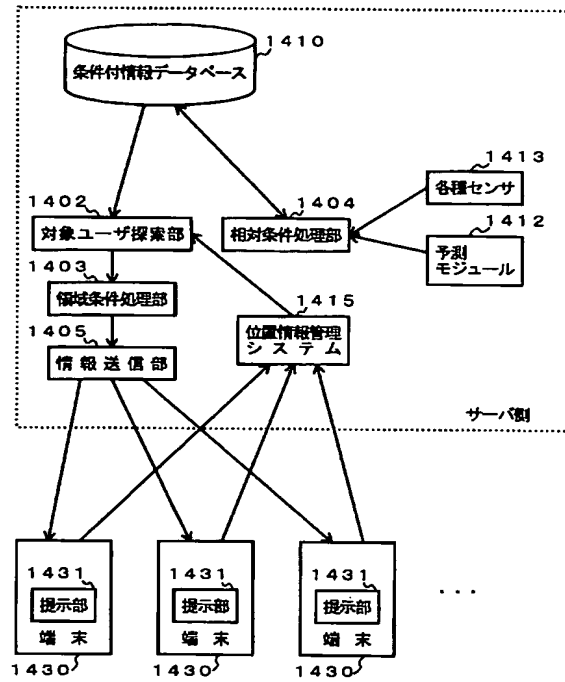 1410
条件付情報データベース
1413
各種センサ
1402
対象ユーザ探索部
1404
相対条件処理部
1412
予測
モジュール
1403
領域条件処理部
1415
位置情報管理
システム
1405
情報送信部
サーバ側
1431
提示部
端末
1430
1431
提示部
端末
1430
1431
提示部
端末
1430
...